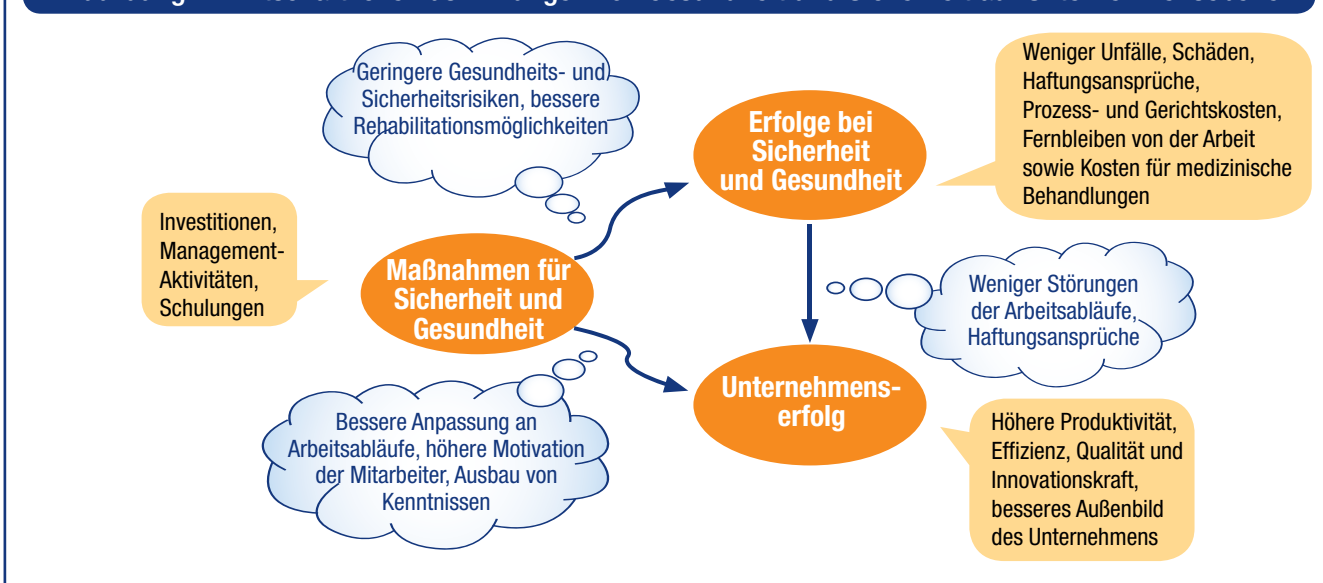 Geringere Gesundheits- und
Sicherheitsrisiken, bessere
Rehabilitationsmöglichkeiten
Weniger Unfälle, Schäden,
Haftungsansprüche,
Prozess- und Gerichtskosten,
Fernbleiben von der Arbeit
sowie Kosten für medizinische
Behandlungen
Erfolge bei
Sicherheit
und Gesundheit
Investitionen,
Management-
Aktivitäten,
Schulungen
Maßnahmen für
Sicherheit und
Gesundheit
Weniger Störungen
der Arbeitsabläufe,
Haftungsansprüche
Unternehmens-
erfolg
Bessere Anpassung an
Arbeitsabläufe, höhere Motivation
der Mitarbeiter, Ausbau von
Kenntnissen
Höhere Produktivität,
Effizienz, Qualität und
Innovationskraft,
besseres Außenbild
des Unternehmens